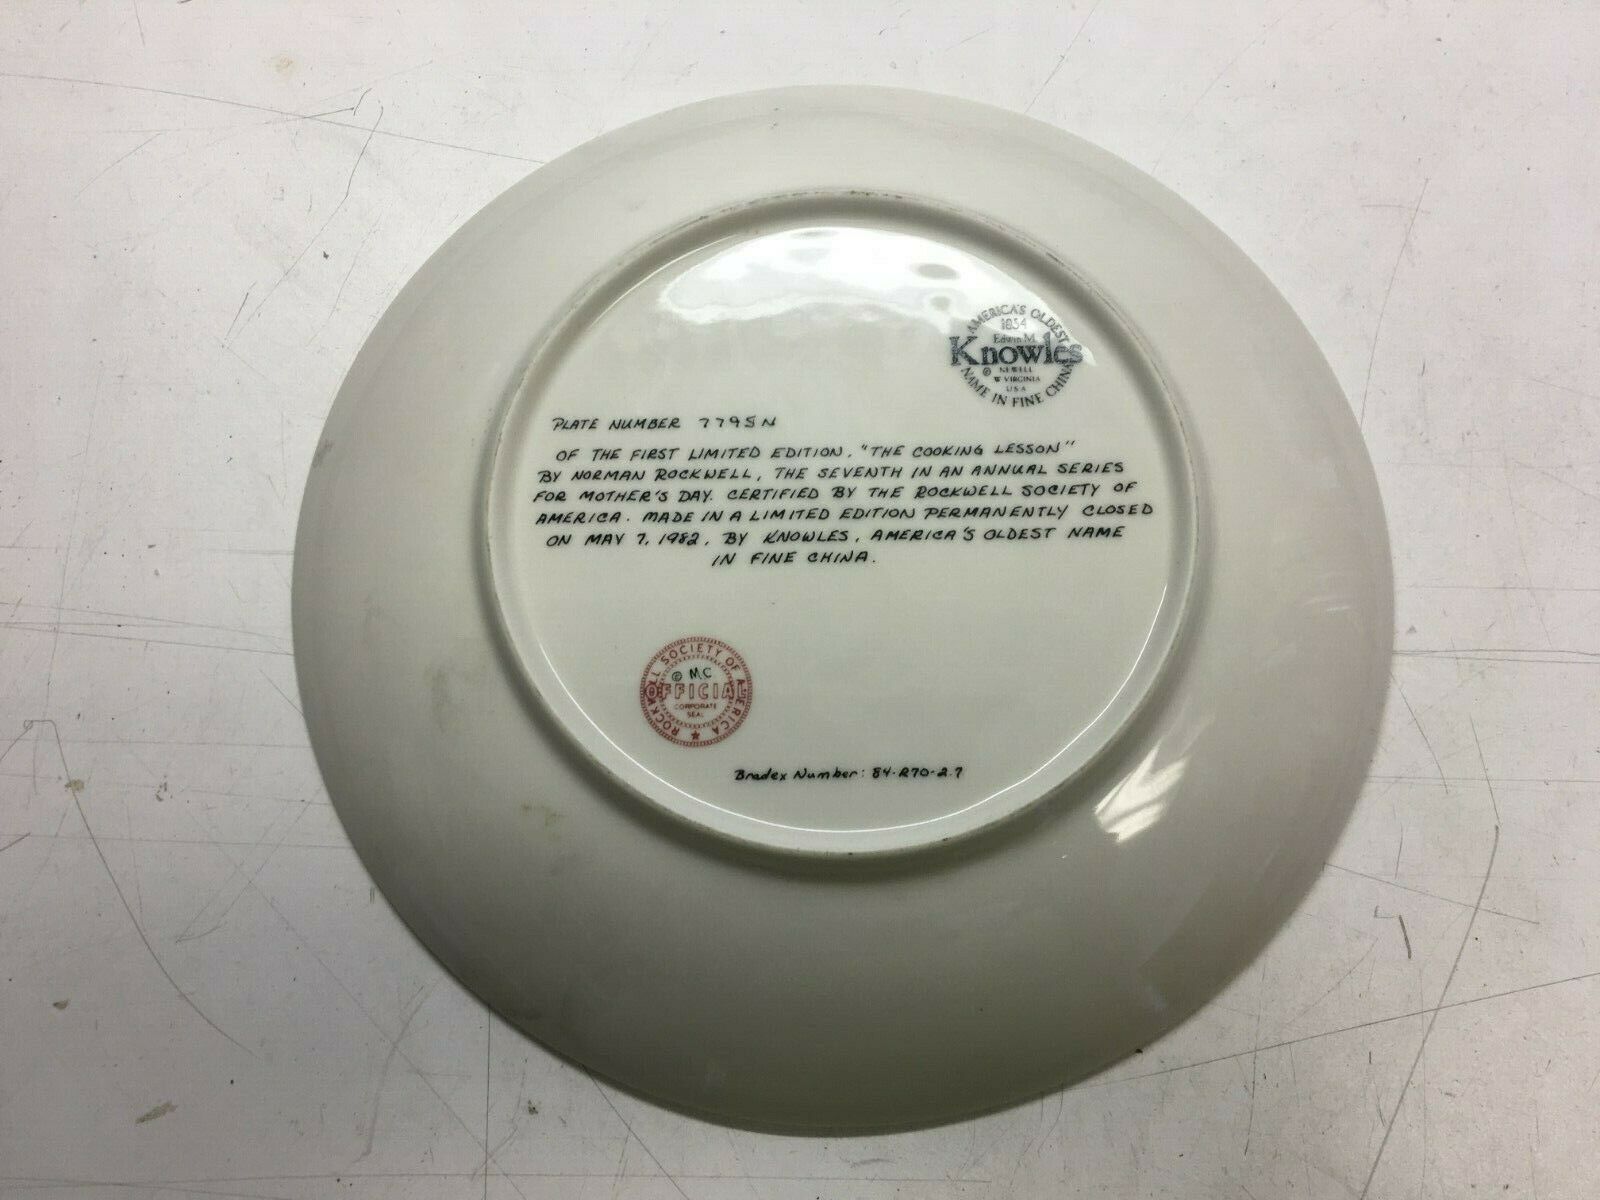 AMERICA'S OLDEST
1854
Edwin M.
Knowles
© NEWELL
W VIRGINIA
USA
NAME IN FINE CHINA
PLATE NUMBER 7795N
OF THE FIRST LIMITED EDITION. "THE COOKING LESSON"
BY NORMAN ROCKWELL, THE SEVENTH IN AN ANNUAL SERIES
FOR MOTHER'S DAY. CERTIFIED BY THE ROCKWELL SOCIETY OF
AMERICA. MADE IN A LIMITED EDITION PERMANENTLY CLOSED
ON MAY 7, 1982, BY KNOWLES, AMERICA'S OLDEST NAME
IN FINE CHINA.
ROCKWELL SOCIETY OF AMERICA
© M.C
OFFICIAL
CORPORATE
SEAL
Bradex Number: 84-R70-2.7